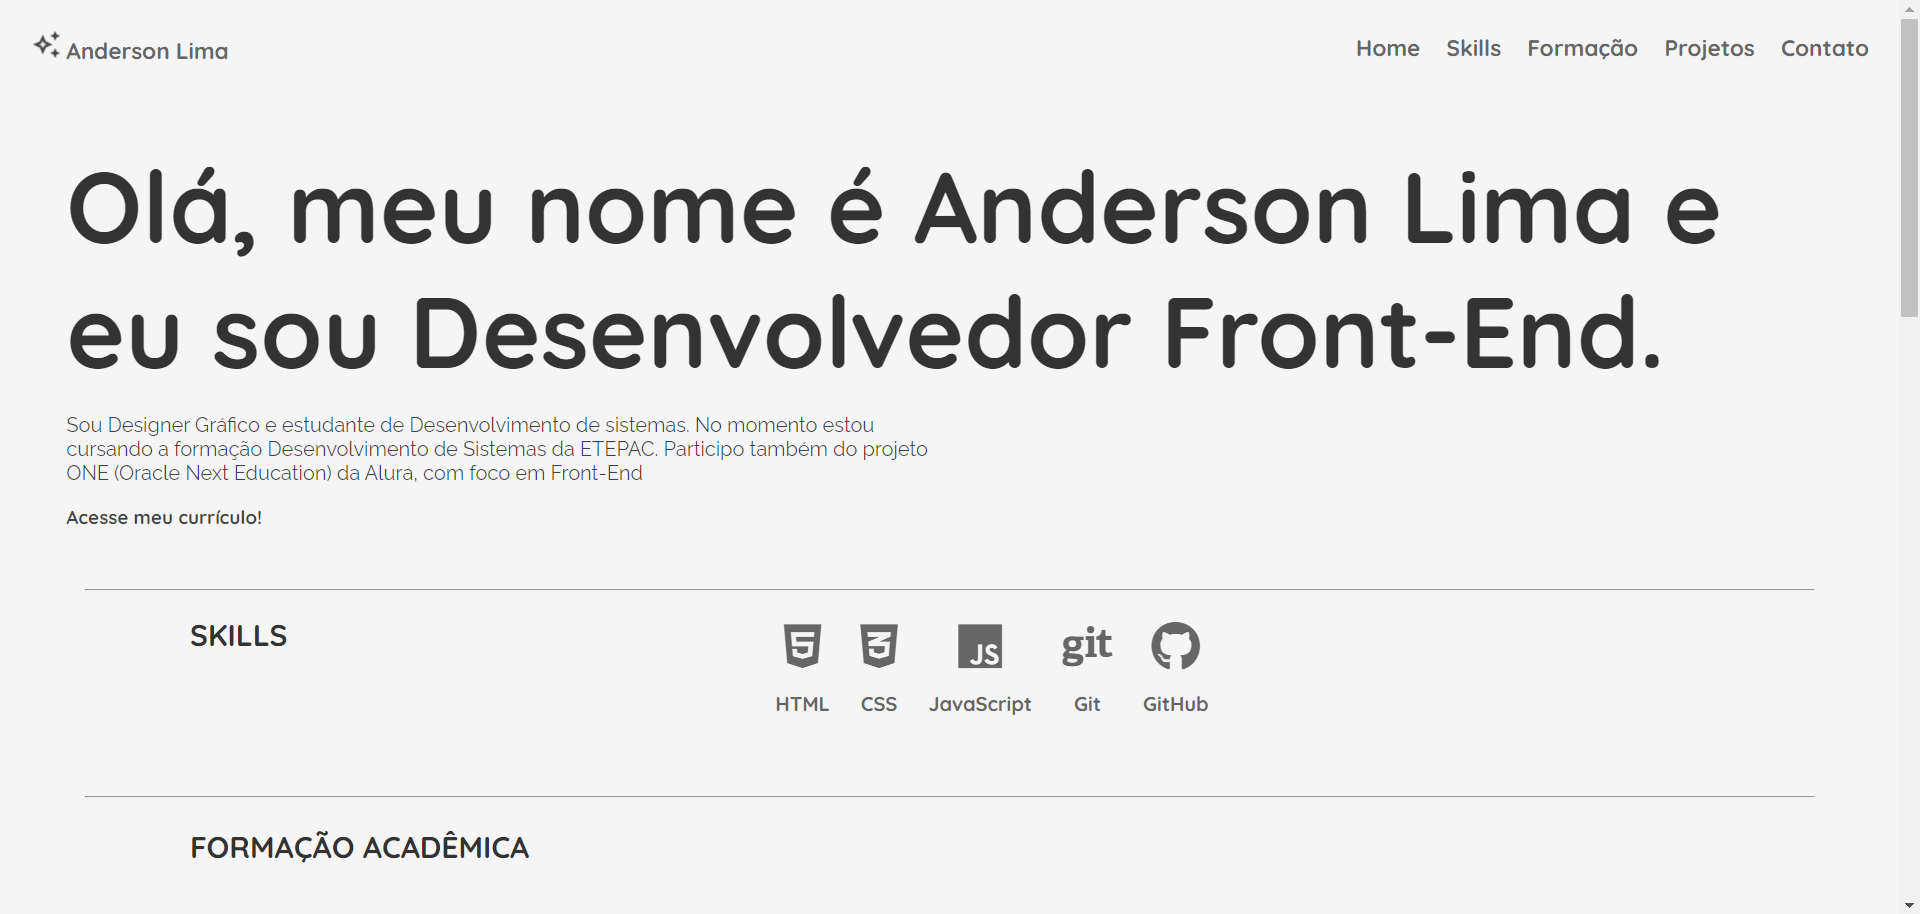 Anderson Lima
Home Skills Formação Projetos Contato
Olá, meu nome é Anderson Lima e
eu sou Desenvolvedor Front-End.
Sou Designer Gráfico e estudante de Desenvolvimento de sistemas. No momento estou
cursando a formação Desenvolvimento de Sistemas da ETEPAC. Participo também do projeto
ONE (Oracle Next Education) da Alura, com foco em Front-End
Acesse meu currículo!
SKILLS
5 3 JS git
HTML CSS JavaScript Git GitHub
FORMAÇÃO ACADÊMICA